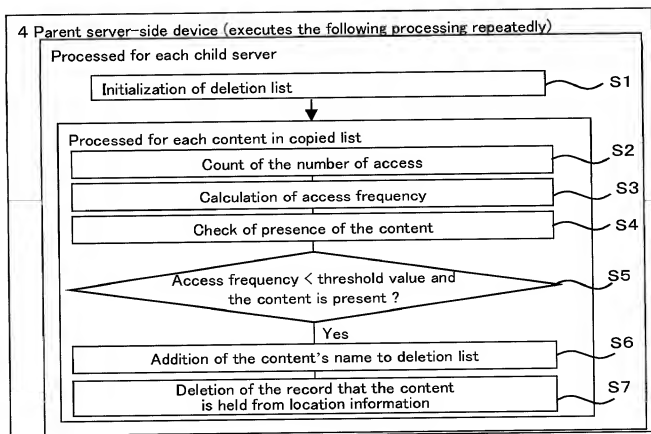 4 Parent server-side device (executes the following processing repeatedly)
Processed for each child server
Initialization of deletion list
S1
Processed for each content in copied list
Count of the number of access
S2
Calculation of access frequency
S3
Check of presence of the content
S4
Access frequency < threshold value and
the content is present ?
S5
Yes
Addition of the content's name to deletion list
S6
Deletion of the record that the content
is held from location information
S7